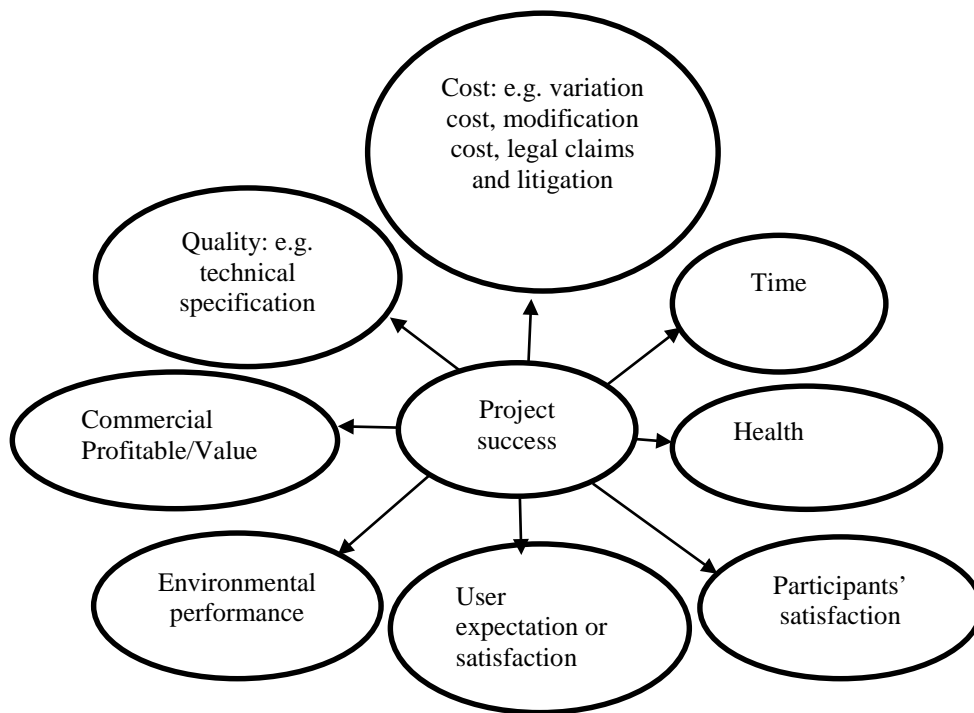 Cost: e.g. variation
cost, modification
cost, legal claims
and litigation
Quality: e.g.
technical
specification
Time
Project
success
Commercial
Profitable/Value
Health
Environmental
performance
User
expectation or
satisfaction
Participants’
satisfaction